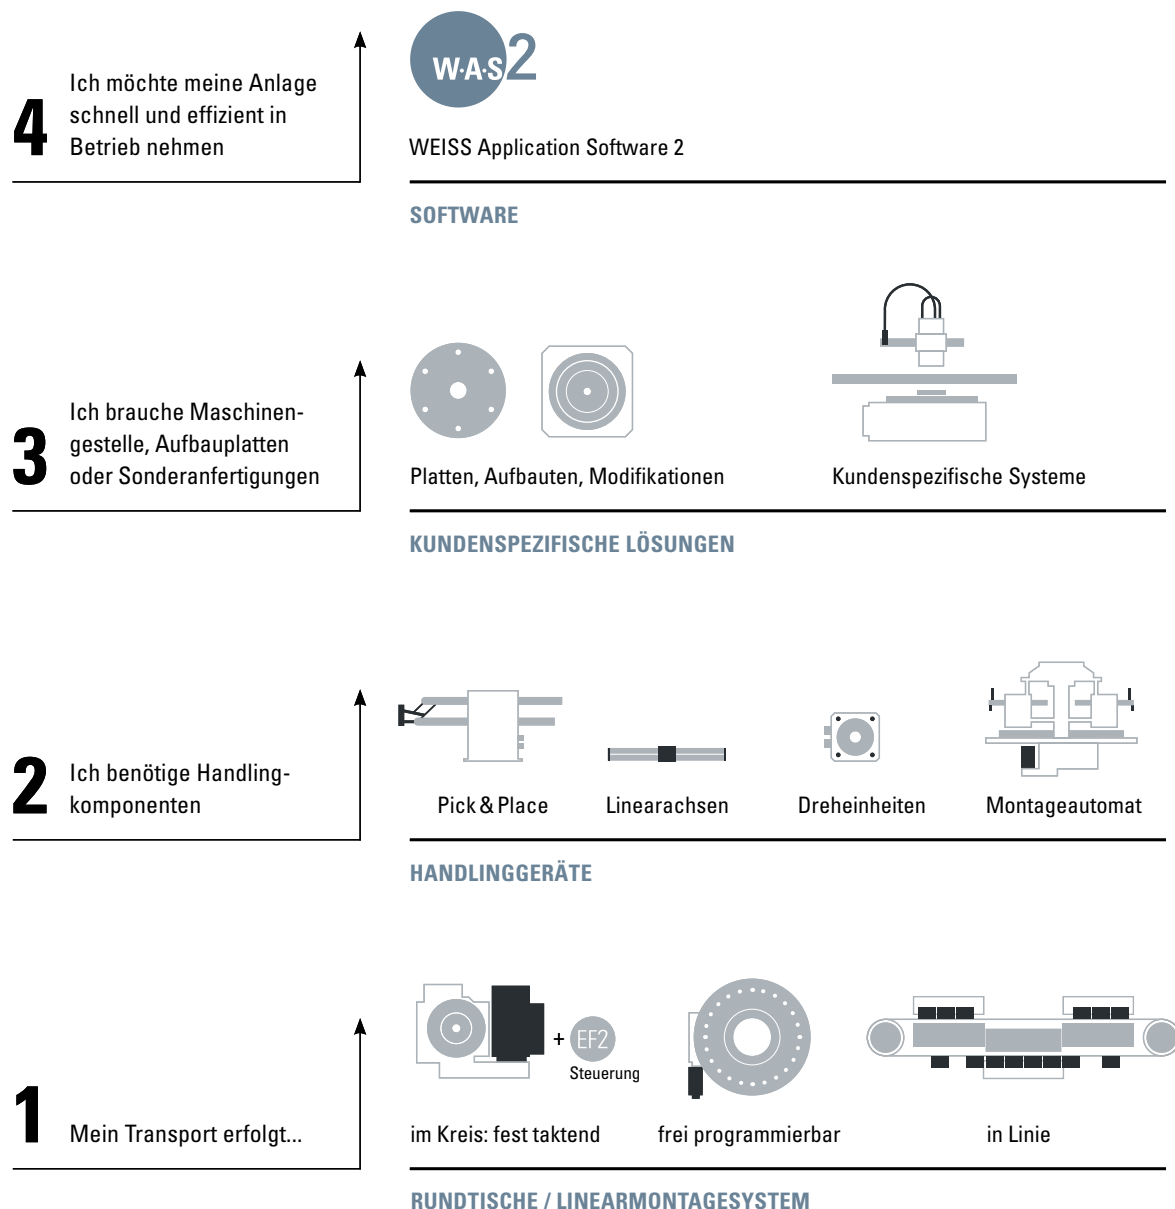 W·A·S 2
4
Ich möchte meine Anlage
schnell und effizient in
Betrieb nehmen
WEISS Application Software 2
SOFTWARE
3
Ich brauche Maschinen-
gestelle, Aufbauplatten
oder Sonderanfertigungen
Platten, Aufbauten, Modifikationen
Kundenspezifische Systeme
KUNDENSPEZIFISCHE LÖSUNGEN
2
Ich benötige Handling-
komponenten
Pick & Place
Linearachsen
Dreheinheiten
Montageautomat
HANDLINGGERÄTE
1
Mein Transport erfolgt...
+ EF2
Steuerung
im Kreis: fest taktend
frei programmierbar
in Linie
RUNDTISCHE / LINEARMONTAGESYSTEM